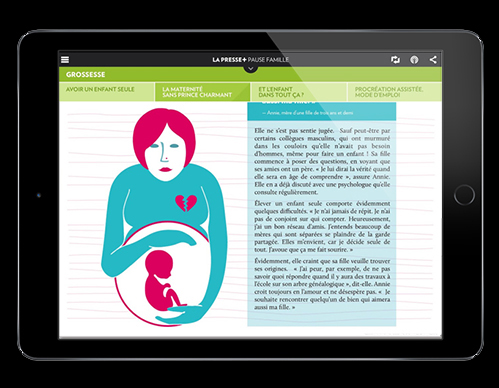 LA PRESSE+ PAUSE FAMILLE
GROSSESSE
AVOIR UN ENFANT SEULE
LA MATERNITÉ
SANS PRINCE CHARMANT
ET L'ENFANT
DANS TOUT ÇA ?
PROCRÉATION ASSISTÉE,
MODE D'EMPLOI
— Annie, mère d'une fille de trois ans et demi
Elle ne s'est pas sentie jugée. Sauf peut-être par
certains collègues masculins, qui ont murmuré
dans les couloirs qu'elle n'avait pas besoin
d'hommes, même pour faire un enfant ! Sa fille
commence à poser des questions, en voyant que
ses amies ont un père. « Je lui dirai la vérité quand
elle sera en âge de comprendre », assure Annie.
Elle en a déjà discuté avec une psychologue qu'elle
consulte régulièrement.
Élever un enfant seule comporte évidemment
quelques difficultés. « Je n'ai jamais de répit. Je n'ai
pas de conjoint sur qui compter. Heureusement,
j'ai un bon réseau d'amis. J'entends beaucoup de
mères qui sont séparées se plaindre de la garde
partagée. Elles m'envient, car je décide seule de
tout. J'avoue que ça me fait sourire. »
Évidemment, elle craint que sa fille veuille trouver
ses origines. « J'ai peur, par exemple, de ne pas
savoir quoi répondre quand il y aura des travaux à
l'école sur son arbre généalogique », dit-elle. Annie
croit toujours en l'amour et ne désespère pas. « Je
souhaite rencontrer quelqu'un de bien qui aimera
aussi ma fille. »